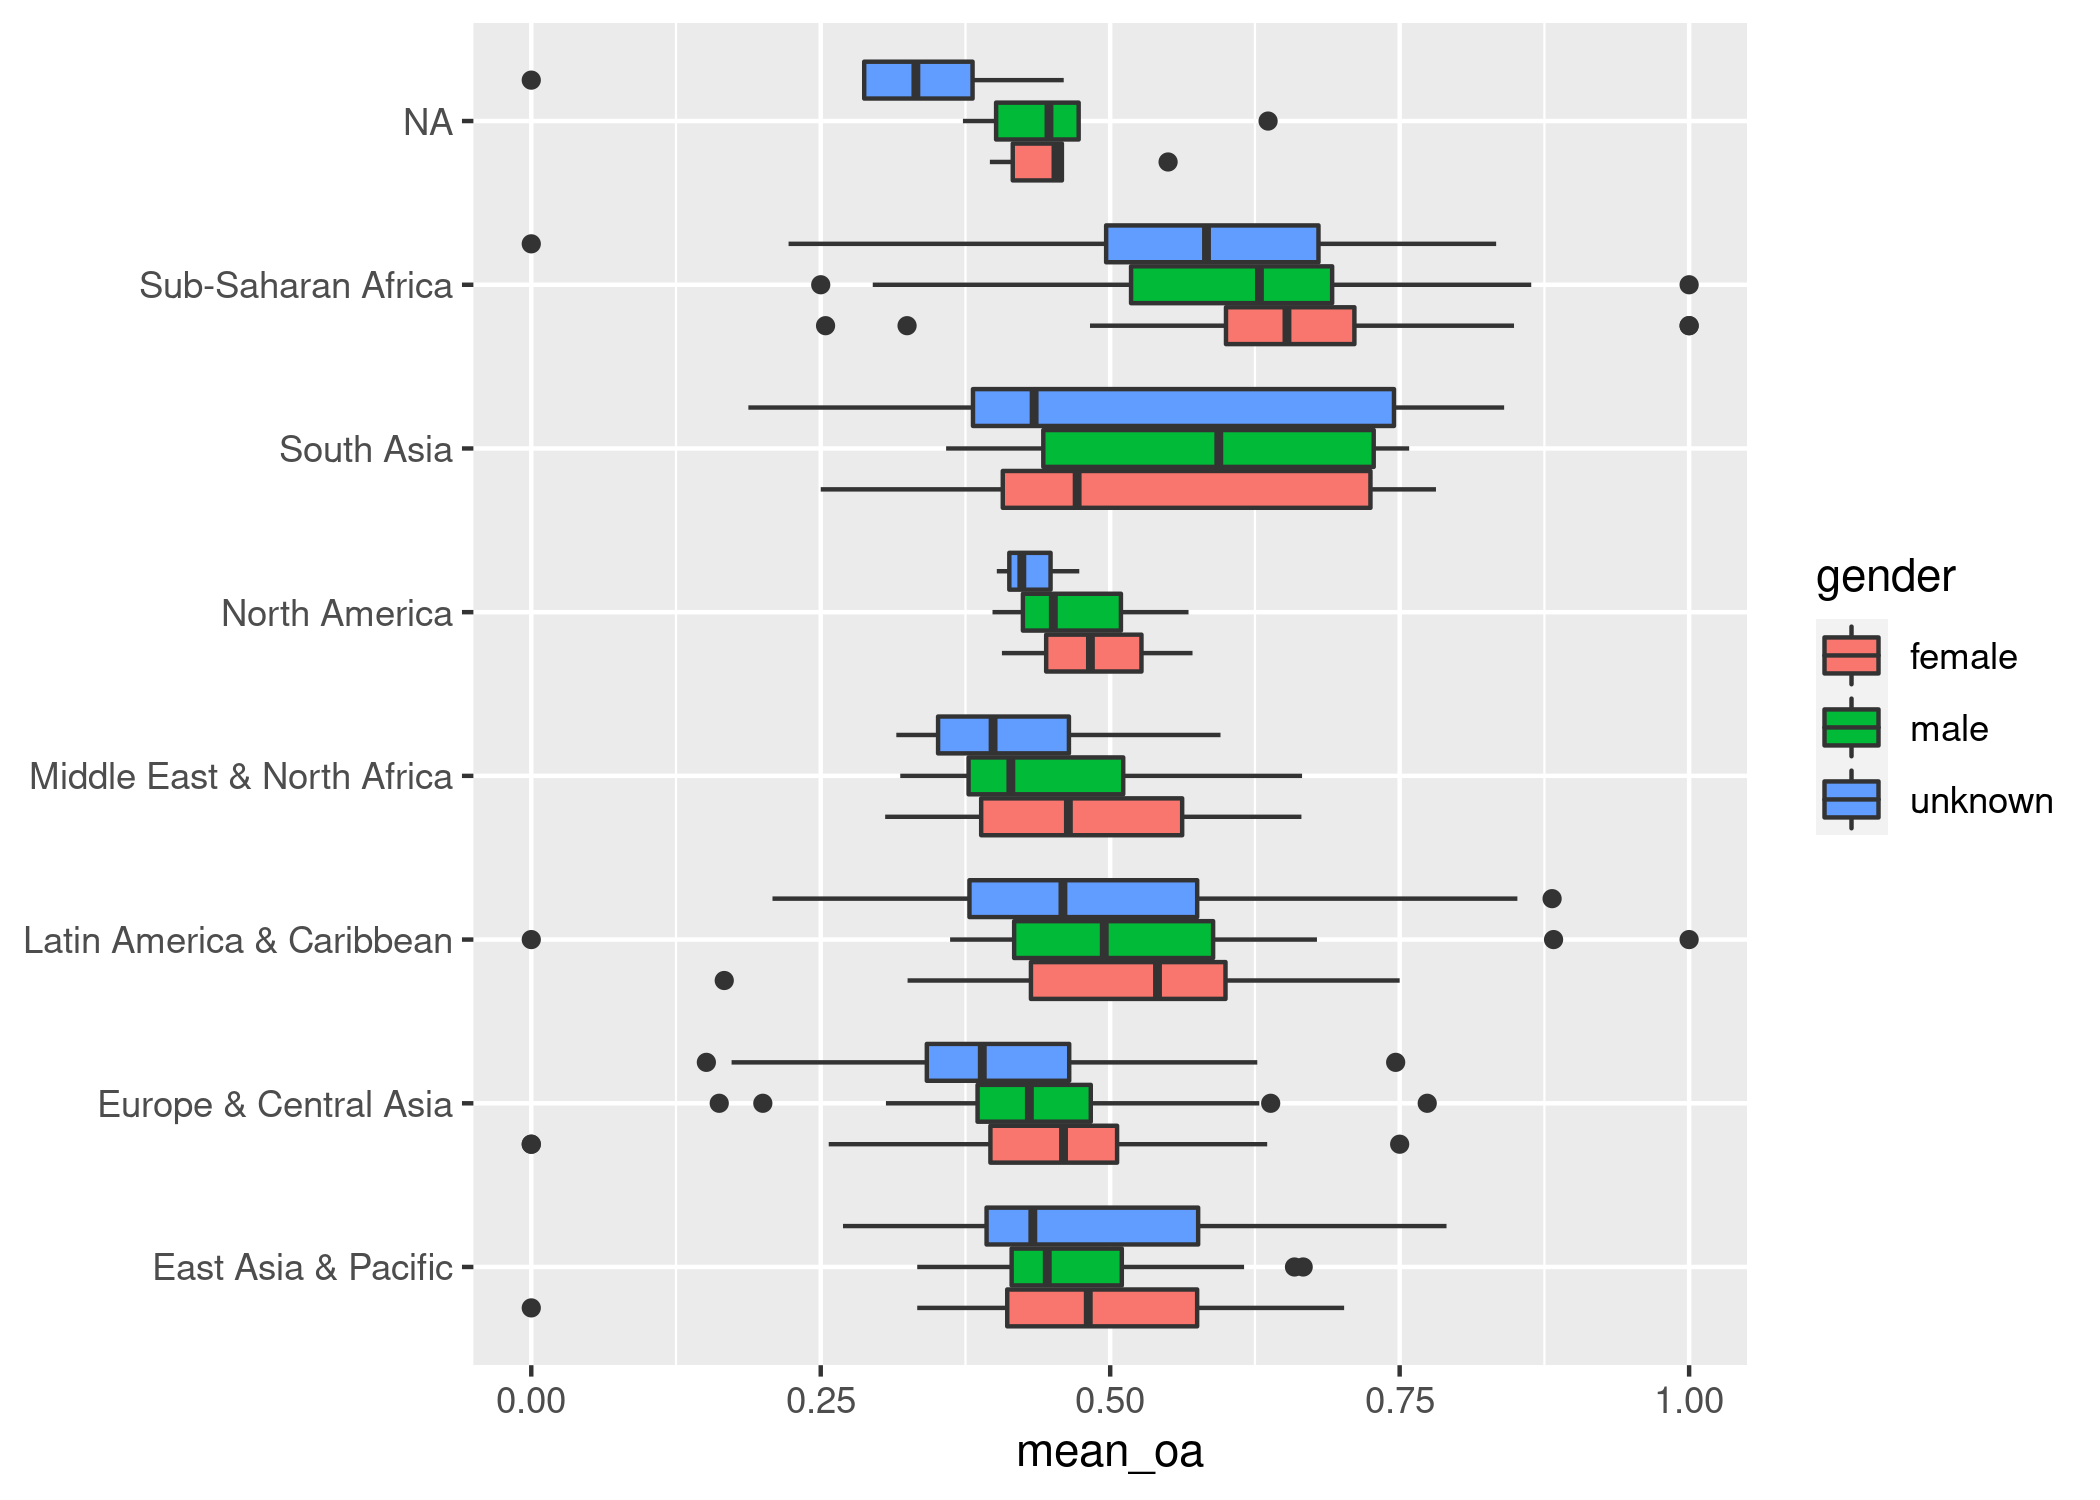 NA
Sub-Saharan Africa
South Asia
North America
Middle East & North Africa
Latin America & Caribbean
Europe & Central Asia
East Asia & Pacific
0.00 0.25 0.50 0.75 1.00
mean_oa
gender
female
male
unknown